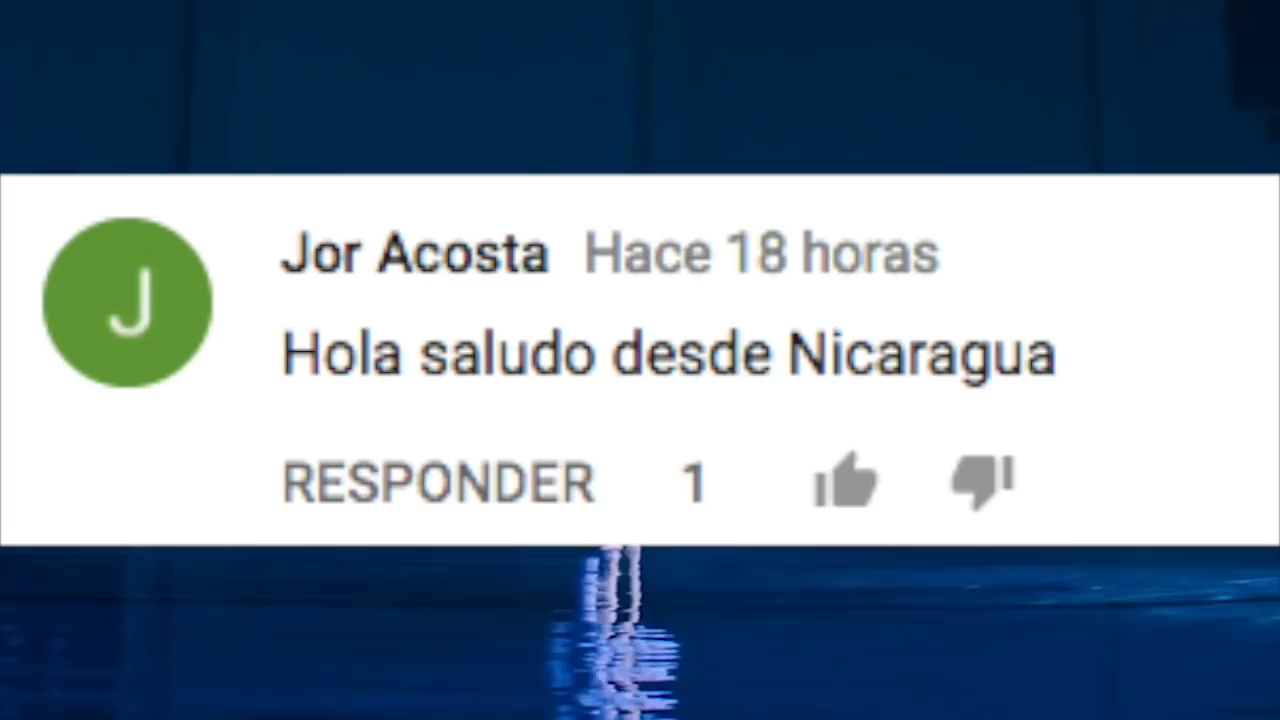 J
Jor Acosta Hace 18 horas
Hola saludo desde Nicaragua
RESPONDER 1